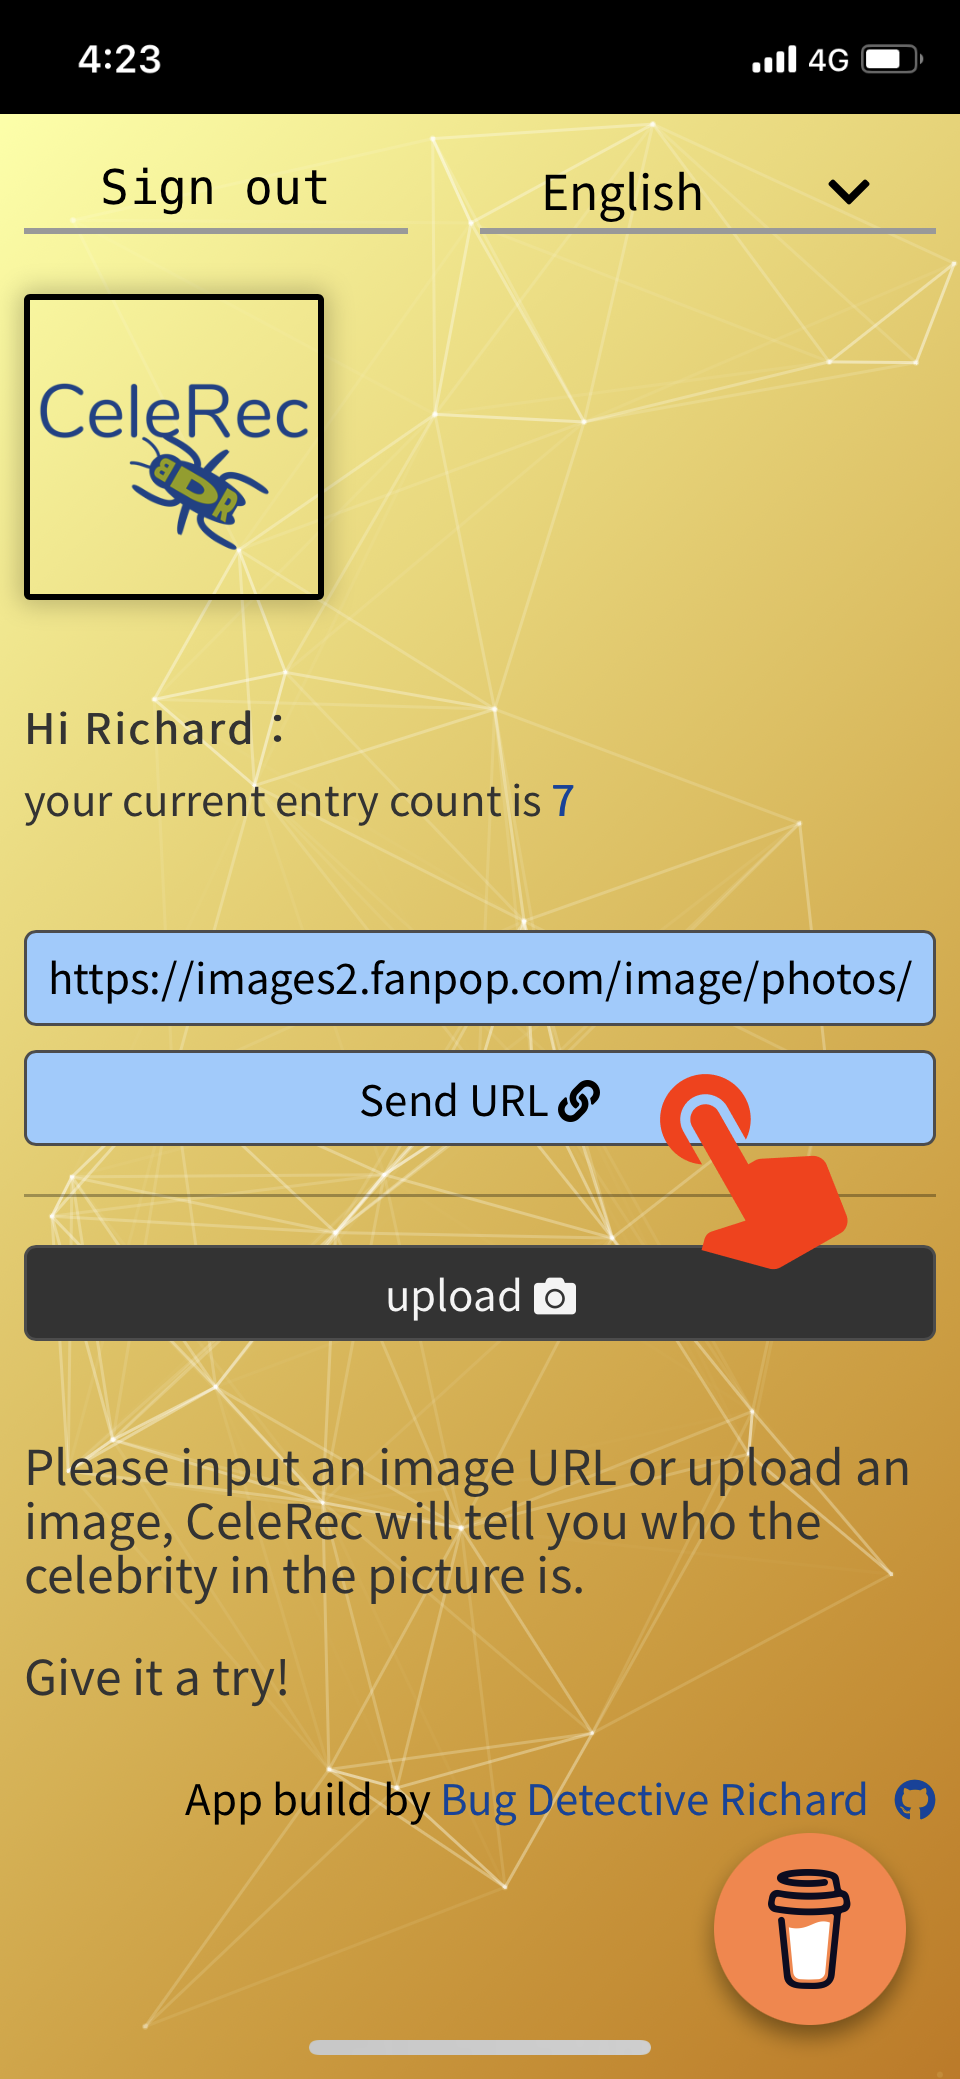 4:23
4G
Sign out
English
CeleRec
BDR
Hi Richard：
your current entry count is 7
https://images2.fanpop.com/image/photos/
Send URL
upload
Please input an image URL or upload an
image, CeleRec will tell you who the
celebrity in the picture is.
Give it a try!
App build by Bug Detective Richard